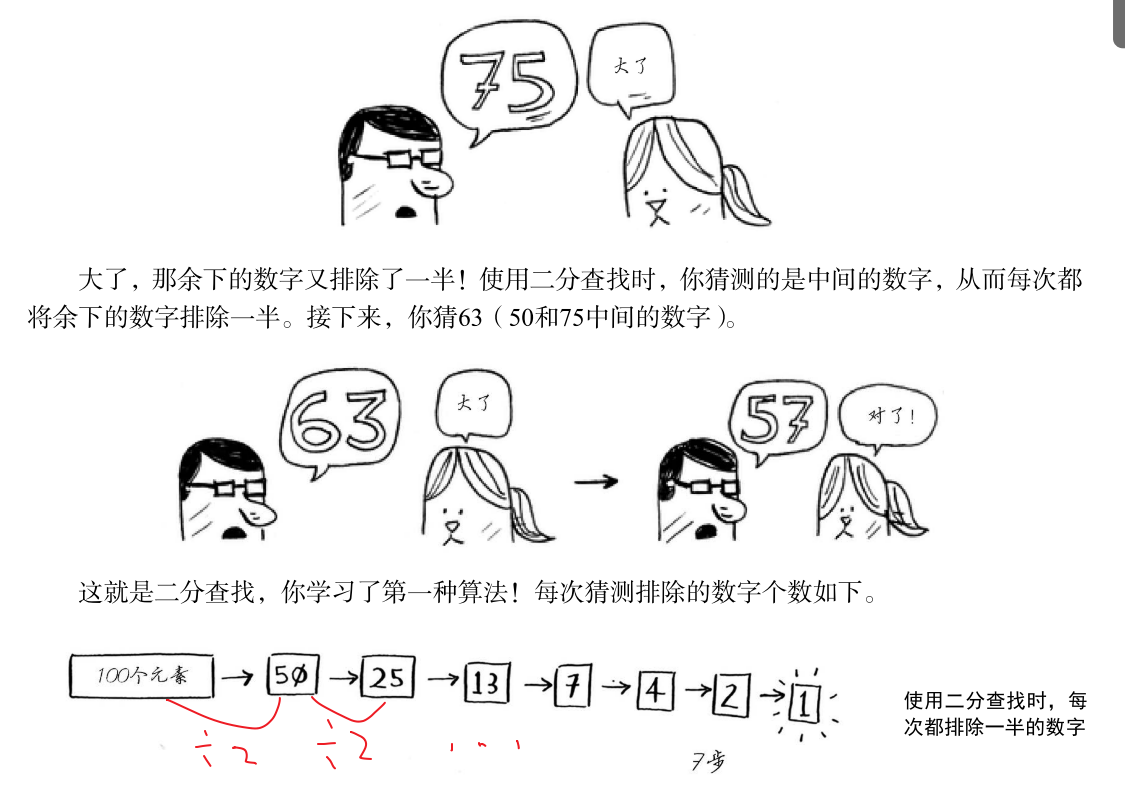 75
大了
大了，那余下的数字又排除了一半！使用二分查找时，你猜测的是中间的数字，从而每次都
将余下的数字排除一半。接下来，你猜63（50和75中间的数字）。
63
大了
57
对了！
这就是二分查找，你学习了第一种算法！每次猜测排除的数字个数如下。
100个元素 → 50 → 25 → 13 → 7 → 4 → 2 → 1
÷2 ÷2
7步
使用二分查找时，每
次都排除一半的数字